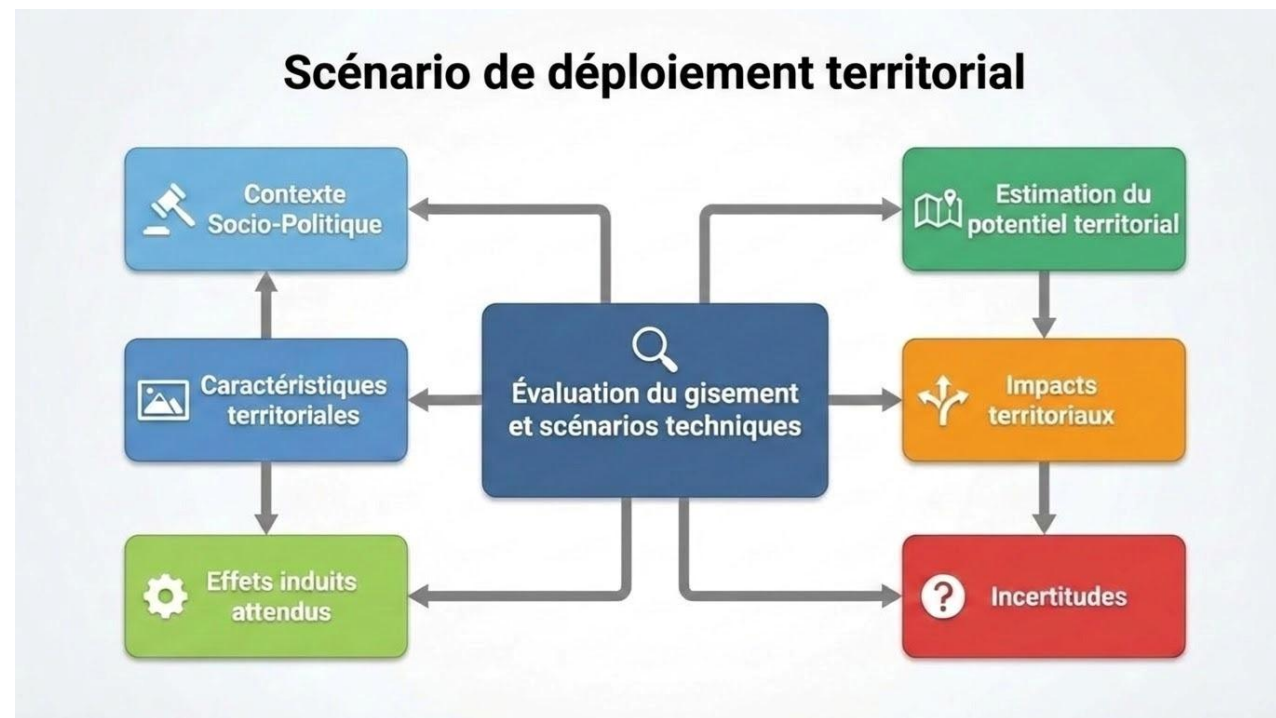 Scénario de déploiement territorial
Contexte
Socio-Politique
Estimation du
potentiel territorial
Caractéristiques
territoriales
Évaluation du gisement
et scénarios techniques
Impacts
territoriaux
Effets induits
attendus
?
Incertitudes